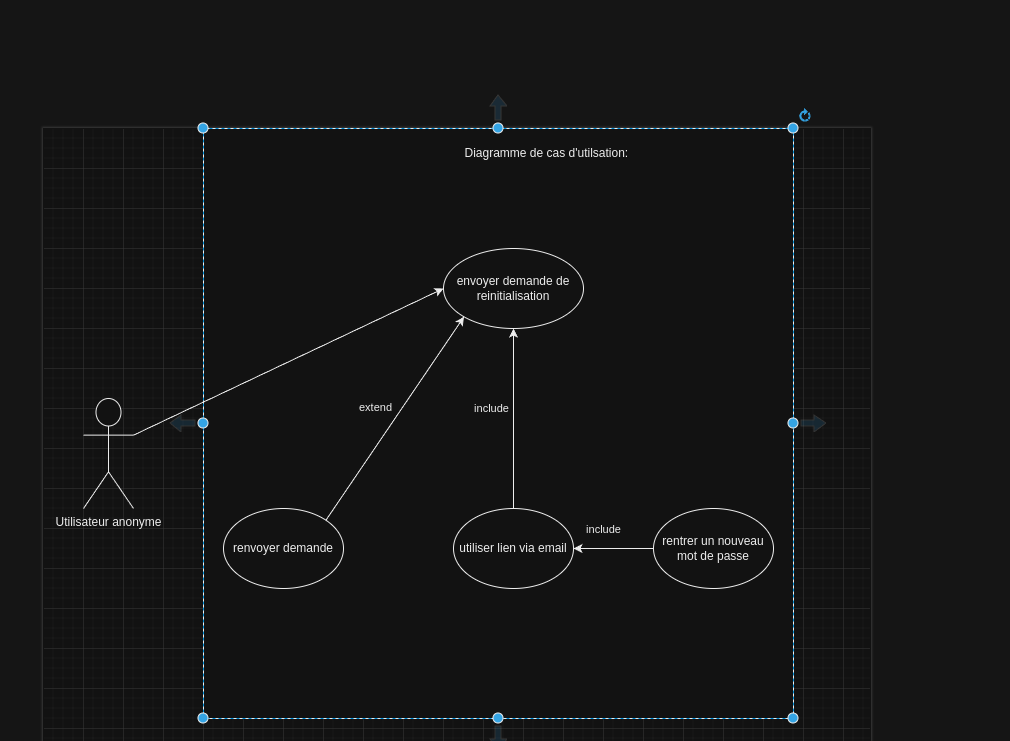 Diagramme de cas d'utilsation:
envoyer demande de
reinitialisation
extend
include
Utilisateur anonyme
include
renvoyer demande
utiliser lien via email
rentrer un nouveau
mot de passe